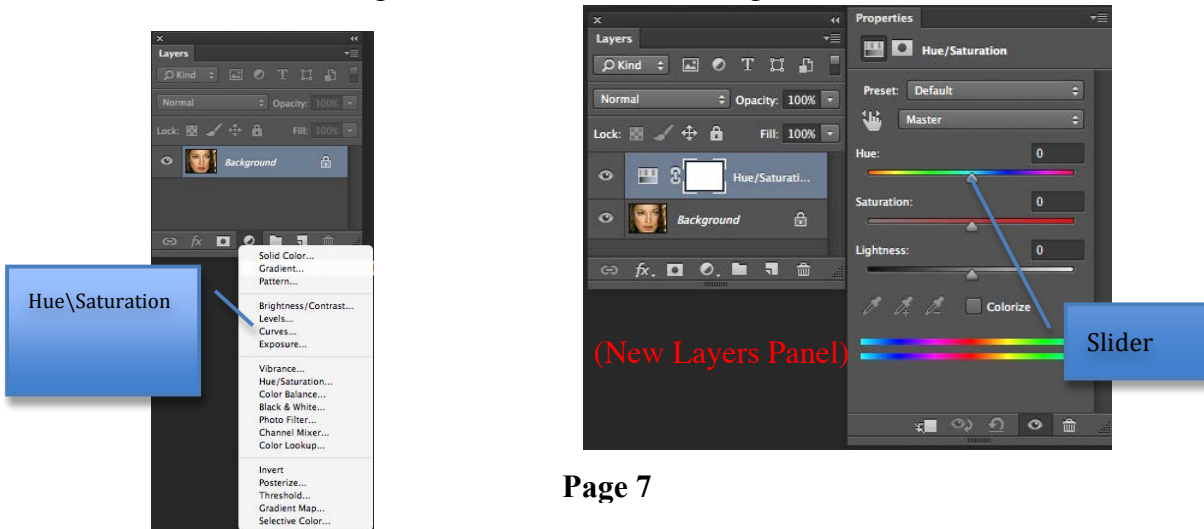 Layers
Kind
Normal Opacity: 100%
Lock: Fill: 100%
Background
fx
Solid Color...
Gradient...
Pattern...
Brightness/Contrast...
Levels...
Curves...
Exposure...
Vibrance...
Hue/Saturation...
Color Balance...
Black & White...
Photo Filter...
Channel Mixer...
Color Lookup...
Invert
Posterize...
Threshold...
Gradient Map...
Selective Color...
Hue\Saturation
Layers
Kind
Normal Opacity: 100%
Lock: Fill: 100%
Hue/Saturati...
Background
fx.
(New Layers Panel)
Properties
Hue/Saturation
Preset: Default
Master
Hue: 0
Saturation: 0
Lightness: 0
Colorize
Slider
Page 7